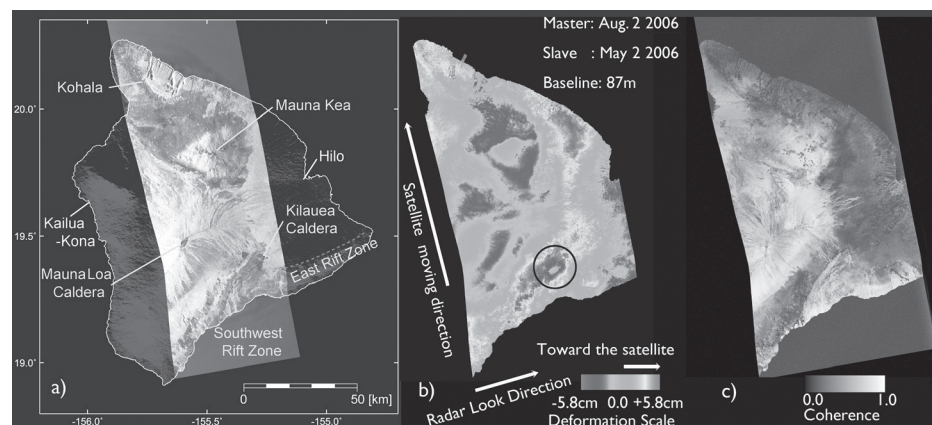 20.0°
19.5°
19.0°
-156.0°
-155.5°
-155.0°
Kohala
Mauna Kea
Hilo
Kailua
-Kona
Kilauea
Caldera
Mauna Loa
Caldera
East Rift Zone
Southwest
Rift Zone
a)
0 50 [km]
Master: Aug. 2 2006
Slave : May 2 2006
Baseline: 87m
Satellite moving direction
Radar Look Direction
b)
Toward the satellite
-5.8cm 0.0 +5.8cm
Deformation Scale
c)
0.0 1.0
Coherence